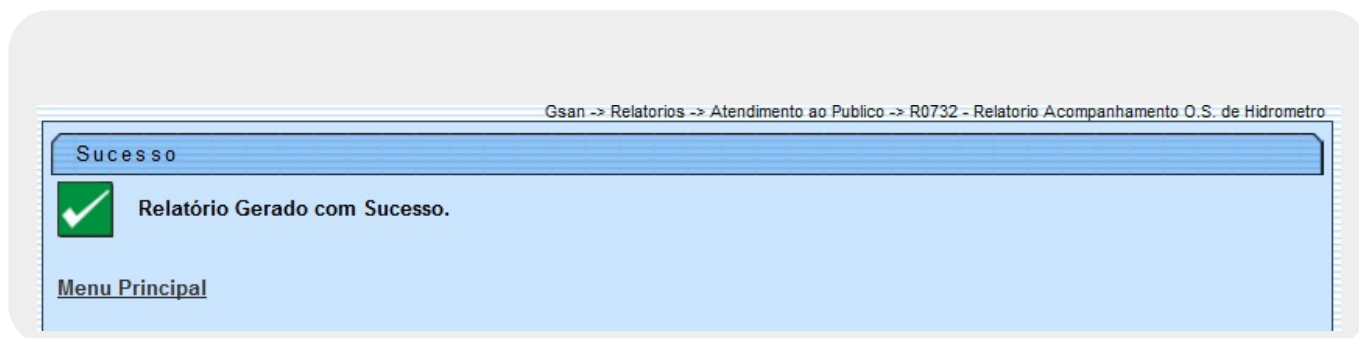 Gsan -> Relatorios -> Atendimento ao Publico -> R0732 - Relatorio Acompanhamento O.S. de Hidrometro
Sucesso
Relatório Gerado com Sucesso.
Menu Principal